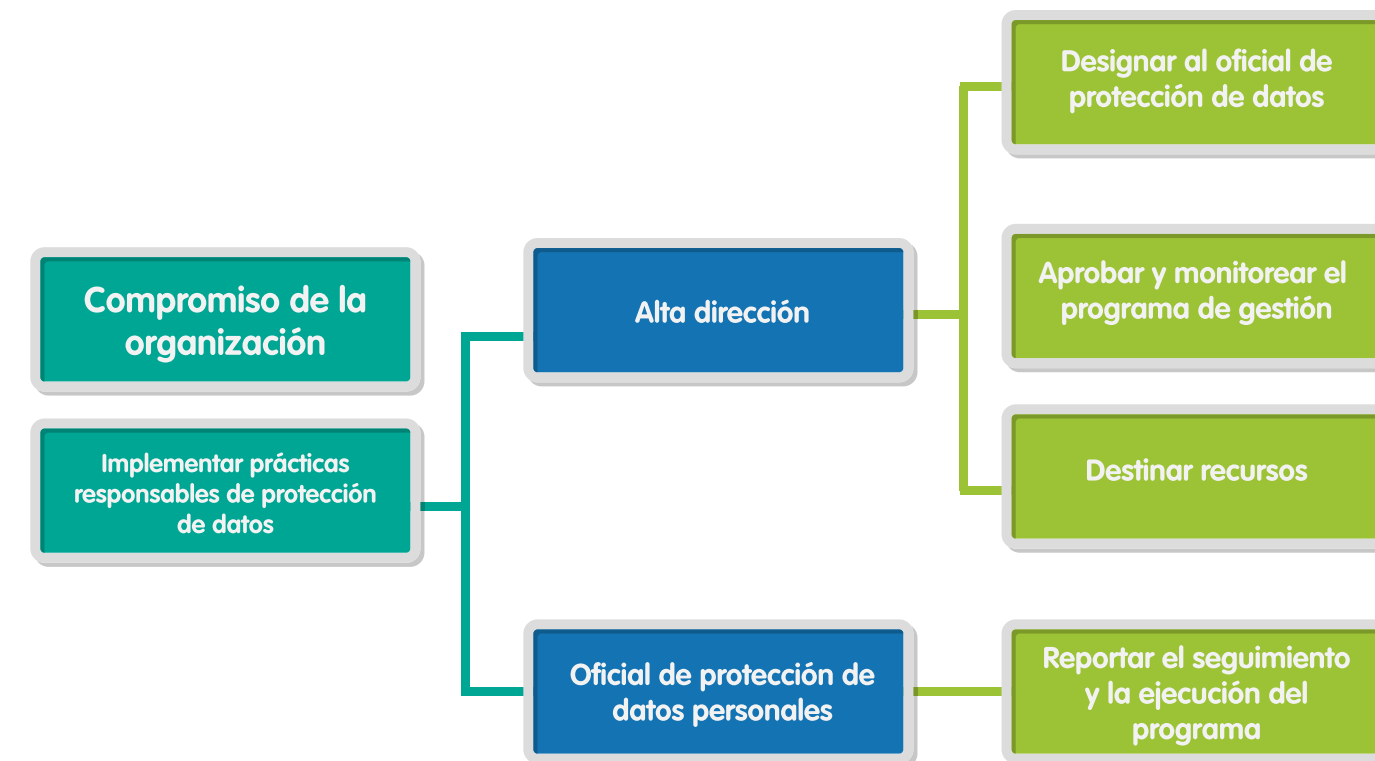 Compromiso de la
organización
Implementar prácticas
responsables de protección
de datos
Alta dirección
Oficial de protección de
datos personales
Designar al oficial de
protección de datos
Aprobar y monitorear el
programa de gestión
Destinar recursos
Reportar el seguimiento
y la ejecución del
programa